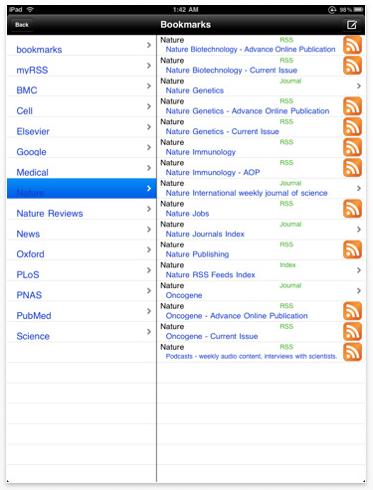 iPad 1:42 AM 98%
Back Bookmarks
bookmarks
myRSS
BMC
Cell
Elsevier
Google
Medical
Nature
Nature Reviews
News
Oxford
PLoS
PNAS
PubMed
Science
Nature RSS
Nature Biotechnology - Advance Online Publication
Nature RSS
Nature Biotechnology - Current Issue
Nature Journal
Nature Genetics
Nature RSS
Nature Genetics - Advance Online Publication
Nature RSS
Nature Genetics - Current Issue
Nature RSS
Nature Immunology
Nature RSS
Nature Immunology - AOP
Nature Journal
Nature International weekly journal of science
Nature RSS
Nature Jobs
Nature Journal
Nature Journals Index
Nature RSS
Nature Publishing
Nature Index
Nature RSS Feeds Index
Nature Journal
Oncogene
Nature RSS
Oncogene - Advance Online Publication
Nature RSS
Oncogene - Current Issue
Nature RSS
Podcasts - weekly audio content, interviews with scientists.